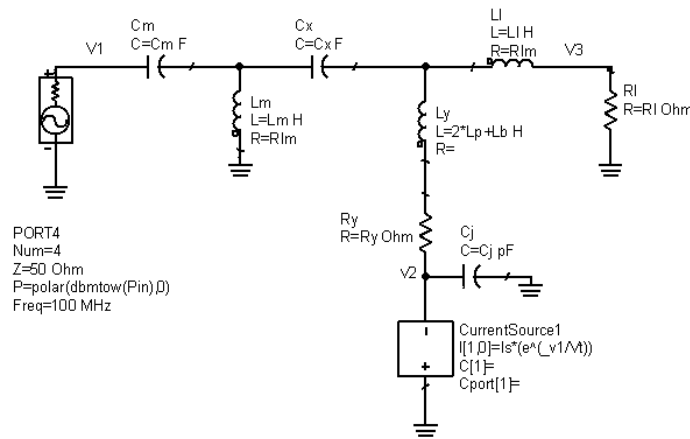 V1
Cm
C=Cm F
Cx
C=Cx F
Ll
L=Ll H
R=Rlm
V3
Lm
L=Lm H
R=Rlm
Ly
L=2*Lp+Lb H
R=
Rl
R=Rl Ohm
+
-
PORT4
Num=4
Z=50 Ohm
P=polar(dbmtow(Pin),0)
Freq=100 MHz
Ry
R=Ry Ohm
Cj
C=Cj pF
V2
-
+
CurrentSource1
I[1,0]=Is*(e^(_v1/Vt))
C[1]=
Cport[1]=